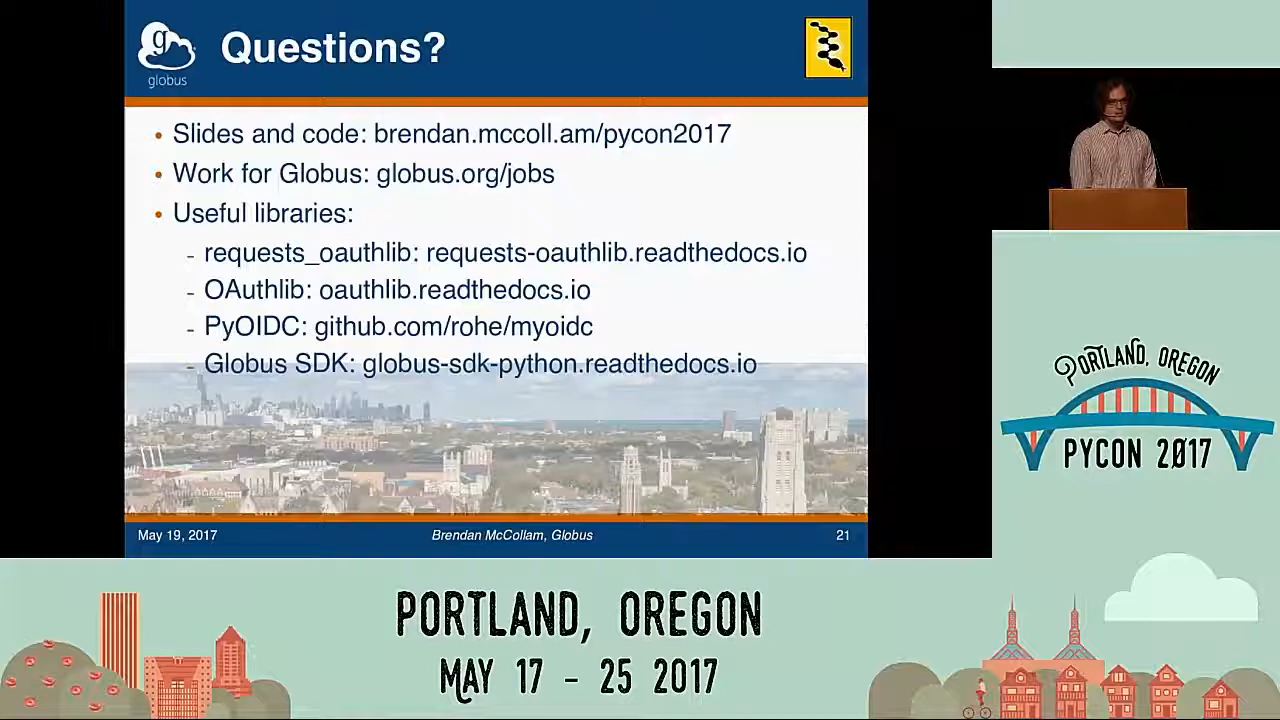 globus
Questions?
• Slides and code: brendan.mccoll.am/pycon2017
• Work for Globus: globus.org/jobs
• Useful libraries:
- requests_oauthlib: requests-oauthlib.readthedocs.io
- OAuthlib: oauthlib.readthedocs.io
- PyOIDC: github.com/rohe/myoidc
- Globus SDK: globus-sdk-python.readthedocs.io
May 19, 2017
Brendan McCollam, Globus
21
PORTLAND, OREGON
PYCON 2017
PORTLAND, OREGON
MAY 17 - 25 2017